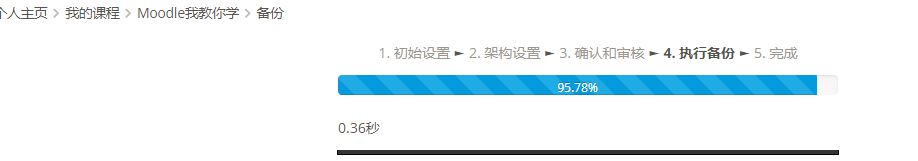 个人主页 > 我的课程 > Moodle我教你学 > 备份
1. 初始设置 ► 2. 架构设置 ► 3. 确认和审核 ► 4. 执行备份 ► 5. 完成
95.78%
0.36秒